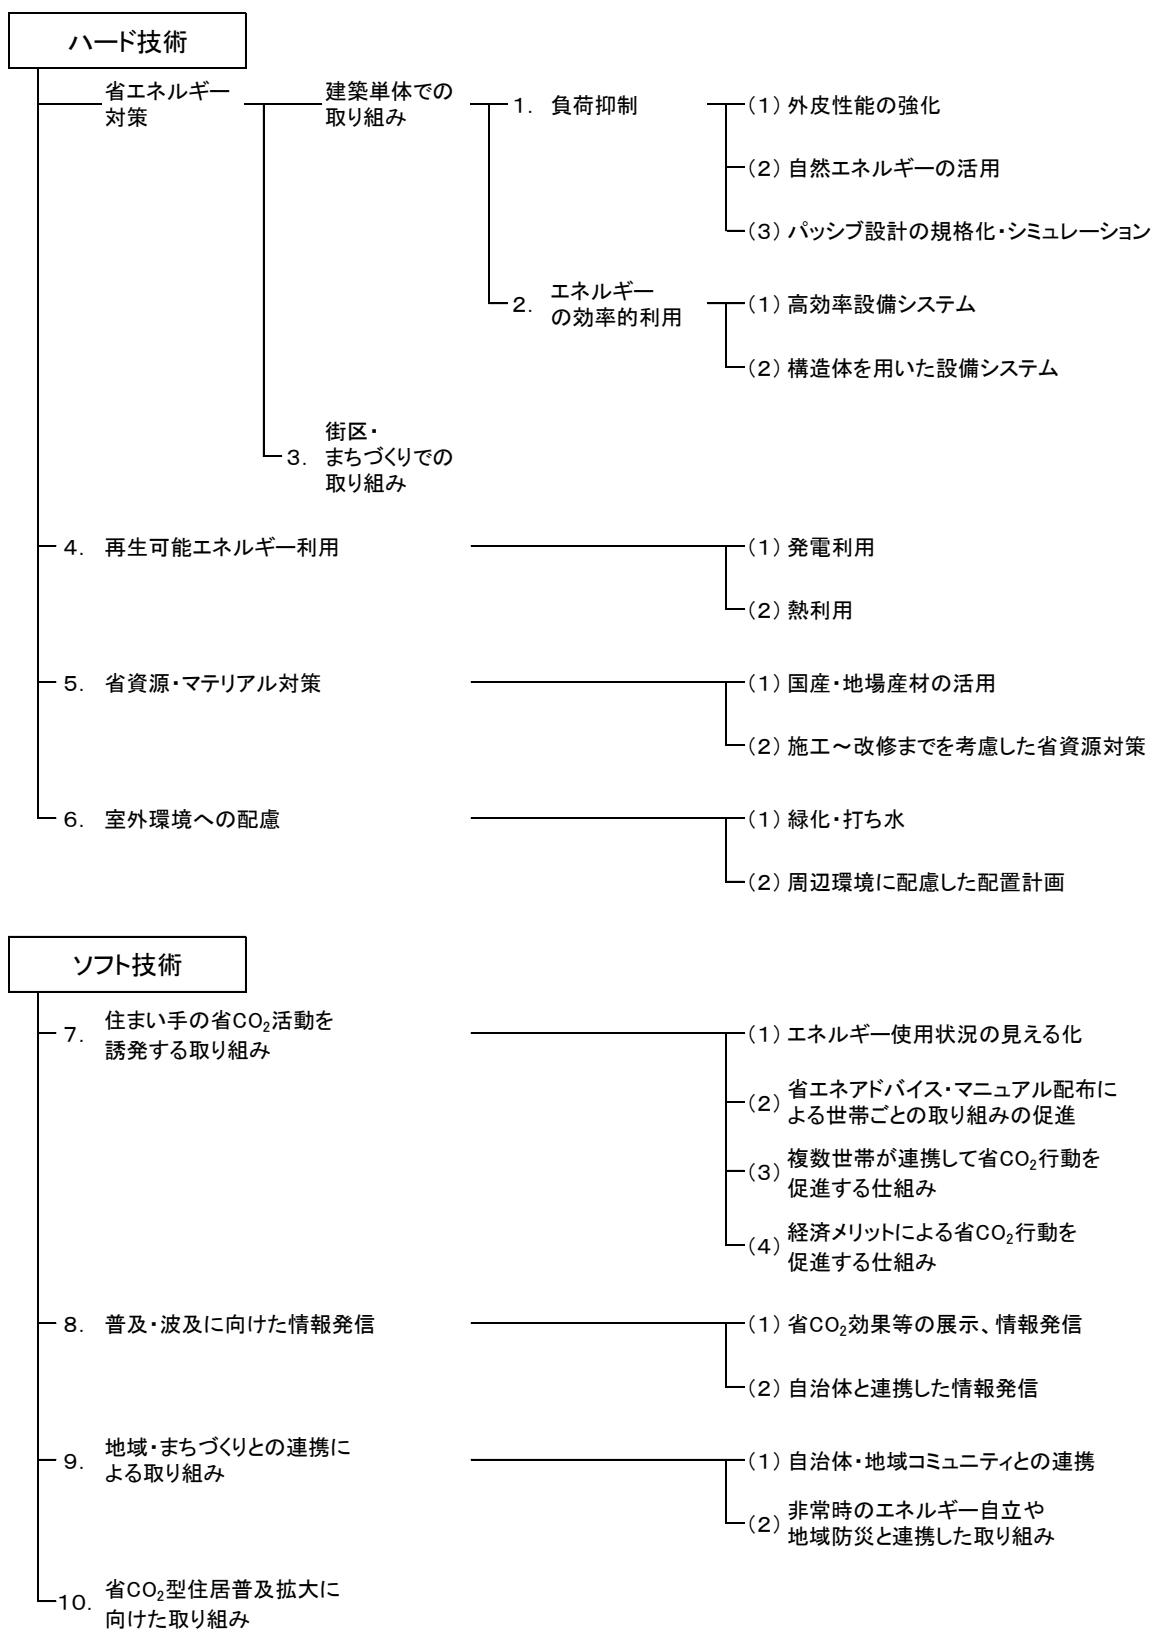 ハード技術
省エネルギー
対策
建築単体での
取り組み
1. 負荷抑制
(1) 外皮性能の強化
(2) 自然エネルギーの活用
(3) パッシブ設計の規格化・シミュレーション
2. エネルギー
の効率的利用
(1) 高効率設備システム
(2) 構造体を用いた設備システム
3. 街区・
まちづくりでの
取り組み
4. 再生可能エネルギー利用
(1) 発電利用
(2) 熱利用
5. 省資源・マテリアル対策
(1) 国産・地場産材の活用
(2) 施工～改修までを考慮した省資源対策
6. 室外環境への配慮
(1) 緑化・打ち水
(2) 周辺環境に配慮した配置計画
ソフト技術
7. 住まい手の省CO₂活動を
誘発する取り組み
(1) エネルギー使用状況の見える化
(2) 省エネアドバイス・マニュアル配布に
よる世帯ごとの取り組みの促進
(3) 複数世帯が連携して省CO₂行動を
促進する仕組み
(4) 経済メリットによる省CO₂行動を
促進する仕組み
8. 普及・波及に向けた情報発信
(1) 省CO₂効果等の展示、情報発信
(2) 自治体と連携した情報発信
9. 地域・まちづくりとの連携に
よる取り組み
(1) 自治体・地域コミュニティとの連携
(2) 非常時のエネルギー自立や
地域防災と連携した取り組み
10. 省CO₂型住居普及拡大に
向けた取り組み